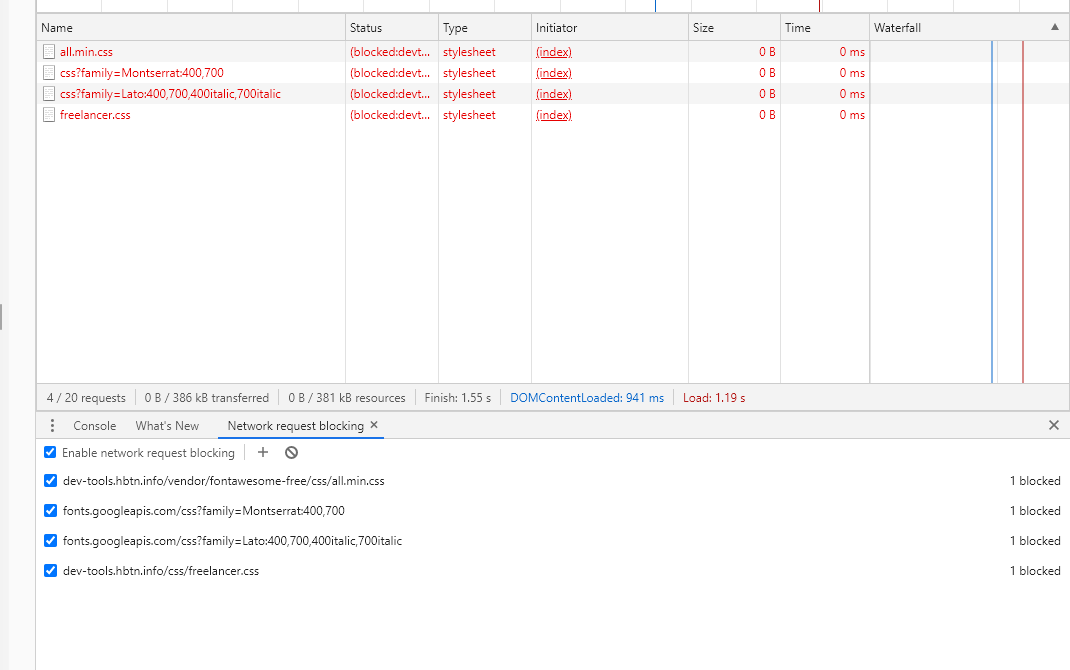 Name Status Type Initiator Size Time Waterfall
all.min.css (blocked:devt... stylesheet (index) 0 B 0 ms
css?family=Montserrat:400,700 (blocked:devt... stylesheet (index) 0 B 0 ms
css?family=Lato:400,700,400italic,700italic (blocked:devt... stylesheet (index) 0 B 0 ms
freelancer.css (blocked:devt... stylesheet (index) 0 B 0 ms
4 / 20 requests 0 B / 386 kB transferred 0 B / 381 kB resources Finish: 1.55 s DOMContentLoaded: 941 ms Load: 1.19 s
Console What's New Network request blocking
Enable network request blocking
dev-tools.hbtn.info/vendor/fontawesome-free/css/all.min.css 1 blocked
fonts.googleapis.com/css?family=Montserrat:400,700 1 blocked
fonts.googleapis.com/css?family=Lato:400,700,400italic,700italic 1 blocked
dev-tools.hbtn.info/css/freelancer.css 1 blocked